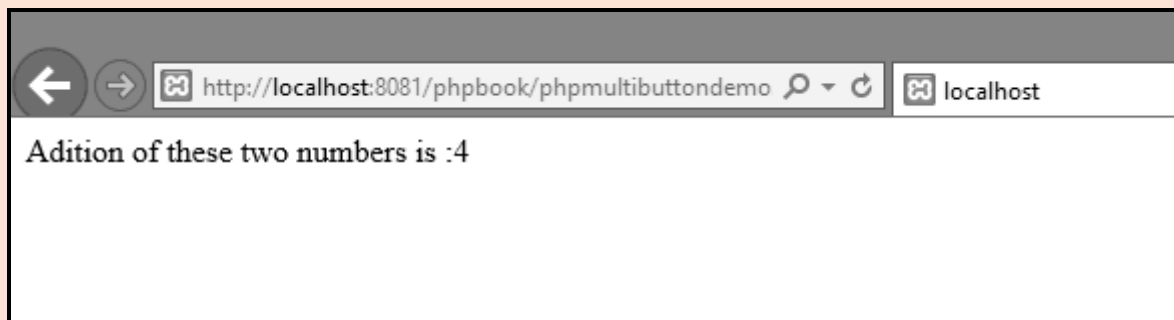 http://localhost:8081/phpbook/phpmultibuttondemo
localhost
Adition of these two numbers is :4